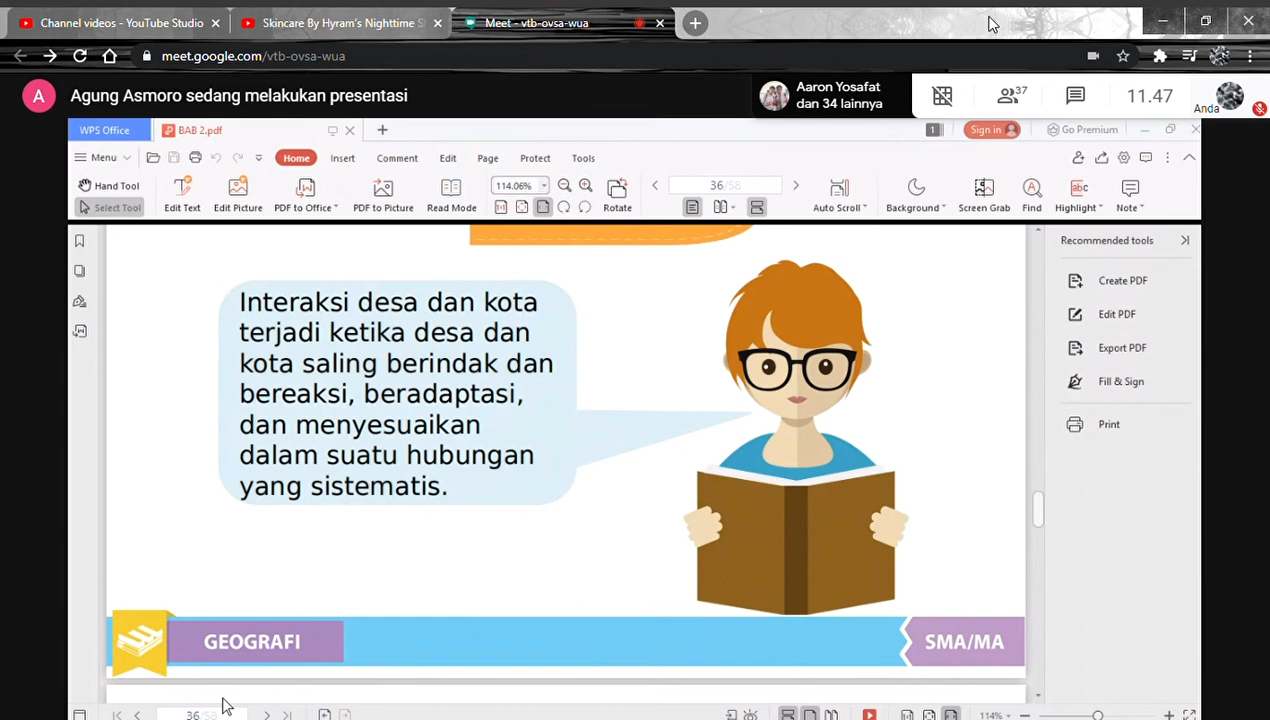 Channel videos - YouTube Studio
Skincare By Hyram's Nighttime S
Meet - vtb-ovsa-wua
meet.google.com/vtb-ovsa-wua
A
Agung Asmoro sedang melakukan presentasi
Aaron Yosafat
dan 34 lainnya
37
11.47
Anda
WPS Office
BAB 2.pdf
1
Sign in
Go Premium
Menu
Home
Insert
Comment
Edit
Page
Protect
Tools
Hand Tool
Select Tool
Edit Text
Edit Picture
PDF to Office
PDF to Picture
Read Mode
114.06%
Rotate
36/58
Auto Scroll
Background
Screen Grab
Find
Highlight
Note
Recommended tools
Create PDF
Edit PDF
Export PDF
Fill & Sign
Print
Interaksi desa dan kota
terjadi ketika desa dan
kota saling berindak dan
bereaksi, beradaptasi,
dan menyesuaikan
dalam suatu hubungan
yang sistematis.
GEOGRAFI
SMA/MA
36/58
114%